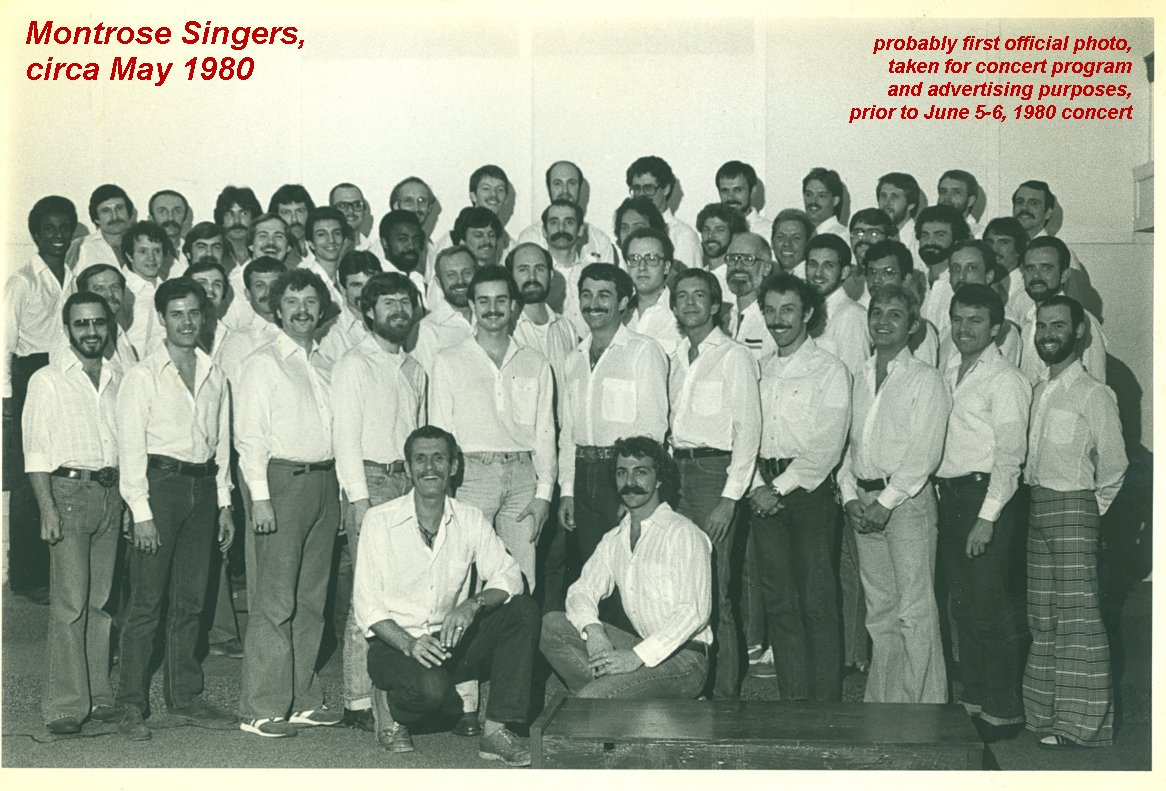 Montrose Singers,
circa May 1980
probably first official photo,
taken for concert program
and advertising purposes,
prior to June 5-6, 1980 concert